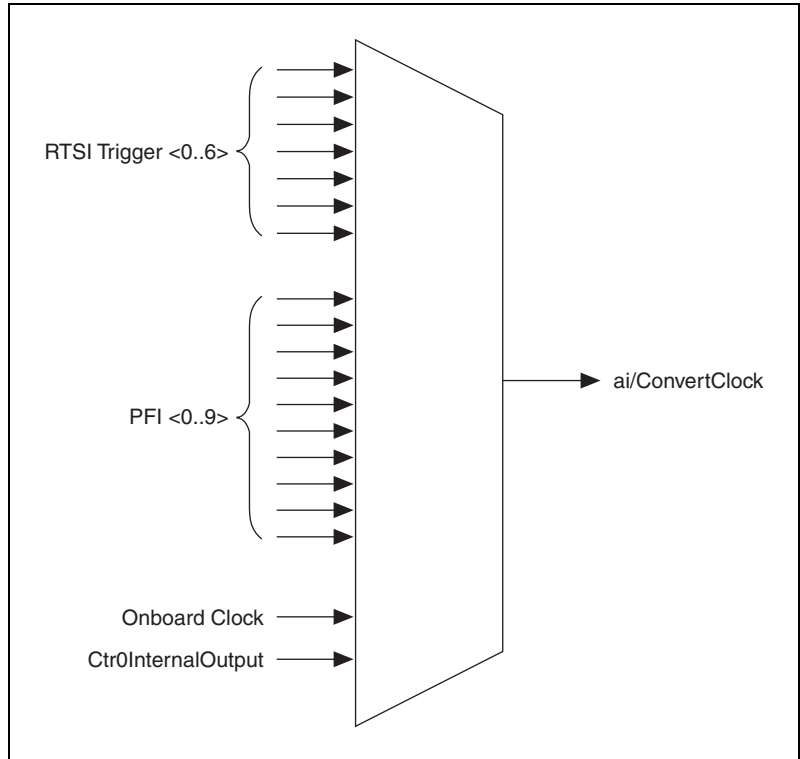 RTSI Trigger <0..6>
PFI <0..9>
ai/ConvertClock
Onboard Clock
Ctr0InternalOutput